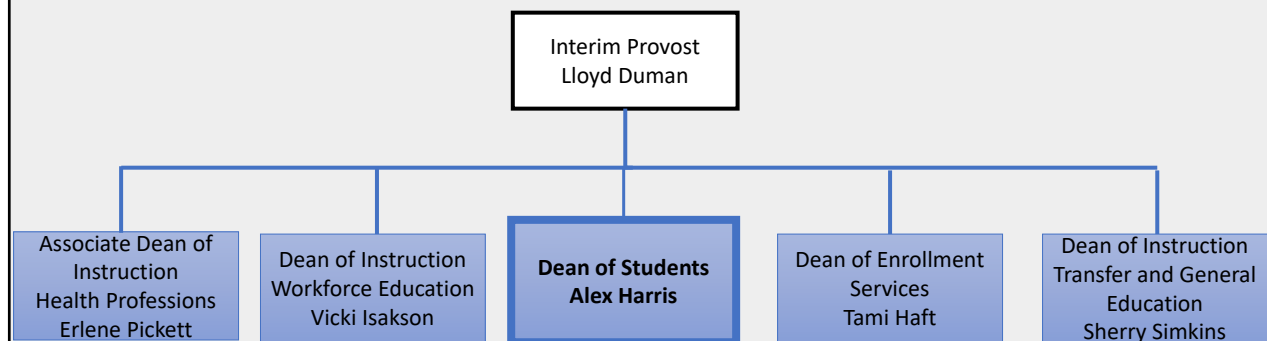 Interim Provost
Lloyd Duman
Associate Dean of
Instruction
Health Professions
Erlene Pickett
Dean of Instruction
Workforce Education
Vicki Isakson
Dean of Students
Alex Harris
Dean of Enrollment
Services
Tami Haft
Dean of Instruction
Transfer and General
Education
Sherry Simkins